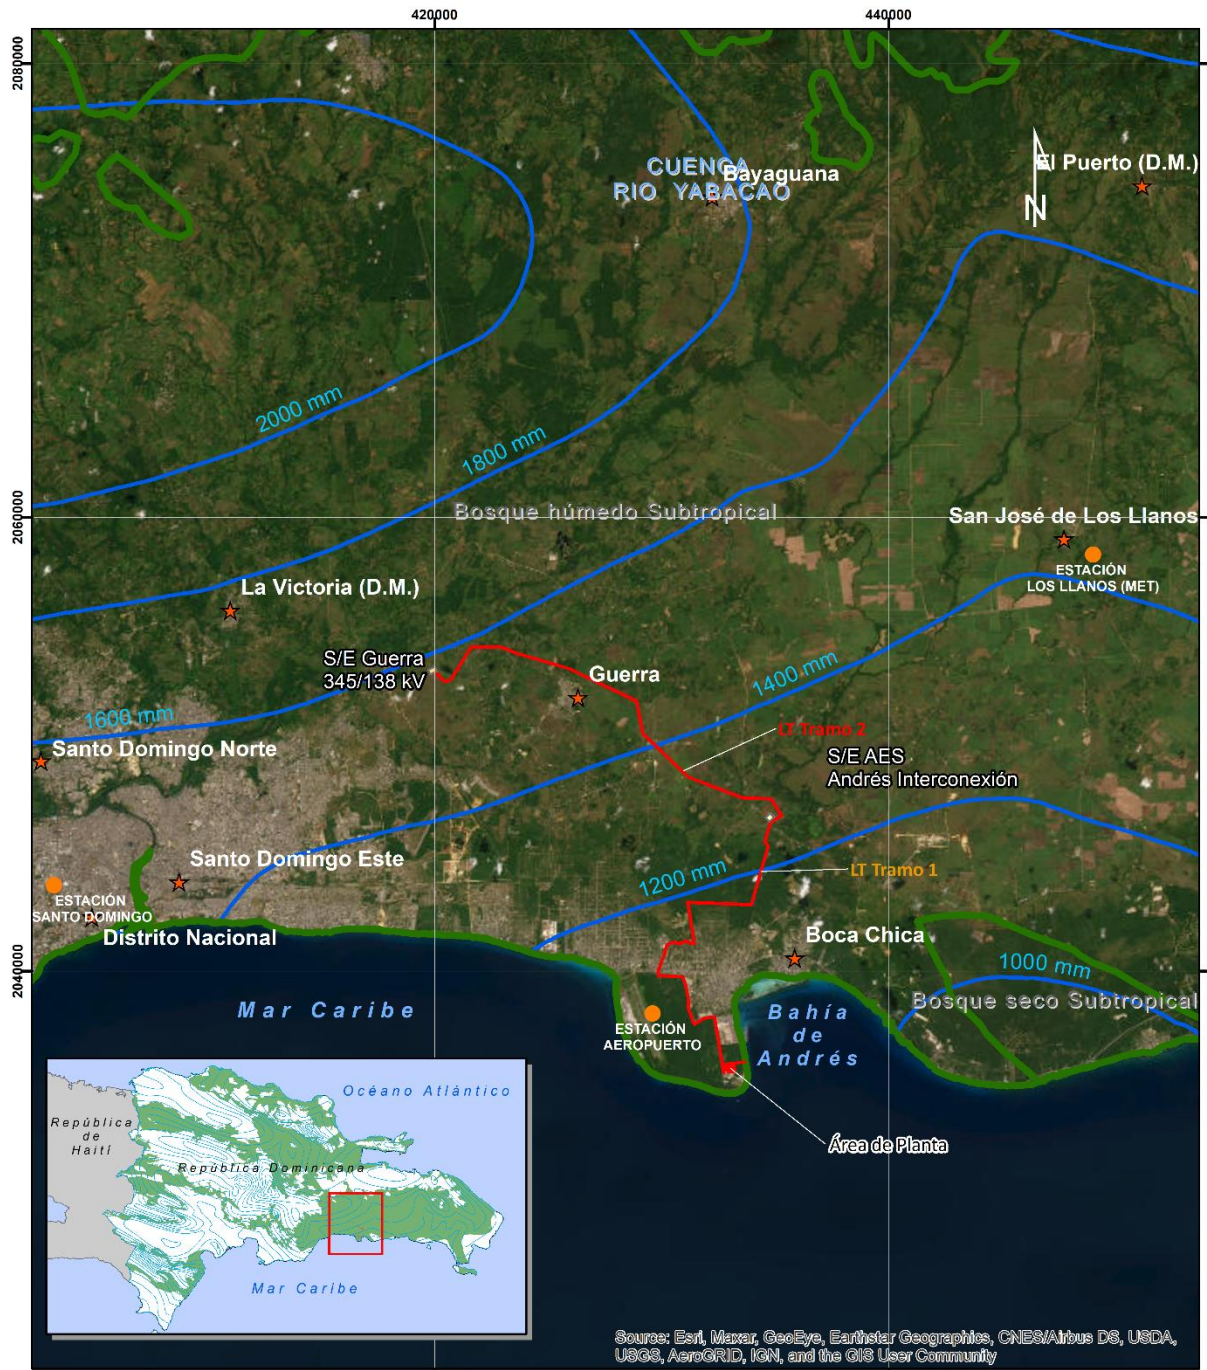 420000
440000
2080000
CUENCA
RIO YABACAO
Bayaguana
El Puerto (D.M.)
N
2000 mm
1800 mm
2060000
Bosque húmedo Subtropical
San José de Los Llanos
ESTACIÓN
LOS LLANOS (MET)
La Victoria (D.M.)
S/E Guerra
345/138 kV
Guerra
1400 mm
1600 mm
LT Tramo 2
Santo Domingo Norte
S/E AES
Andrés Interconexión
Santo Domingo Este
1200 mm
LT Tramo 1
ESTACIÓN
SANTO DOMINGO
Distrito Nacional
Boca Chica
1000 mm
2040000
Bosque seco Subtropical
Mar Caribe
ESTACIÓN
AEROPUERTO
Bahía
de
Andrés
Área de Planta
Océano Atlántico
República
de
Haití
República Dominicana
Mar Caribe
Source: Esri, Maxar, GeoEye, Earthstar Geographics, CNES/Airbus DS, USDA,
USGS, AeroGRID, IGN, and the GIS User Community